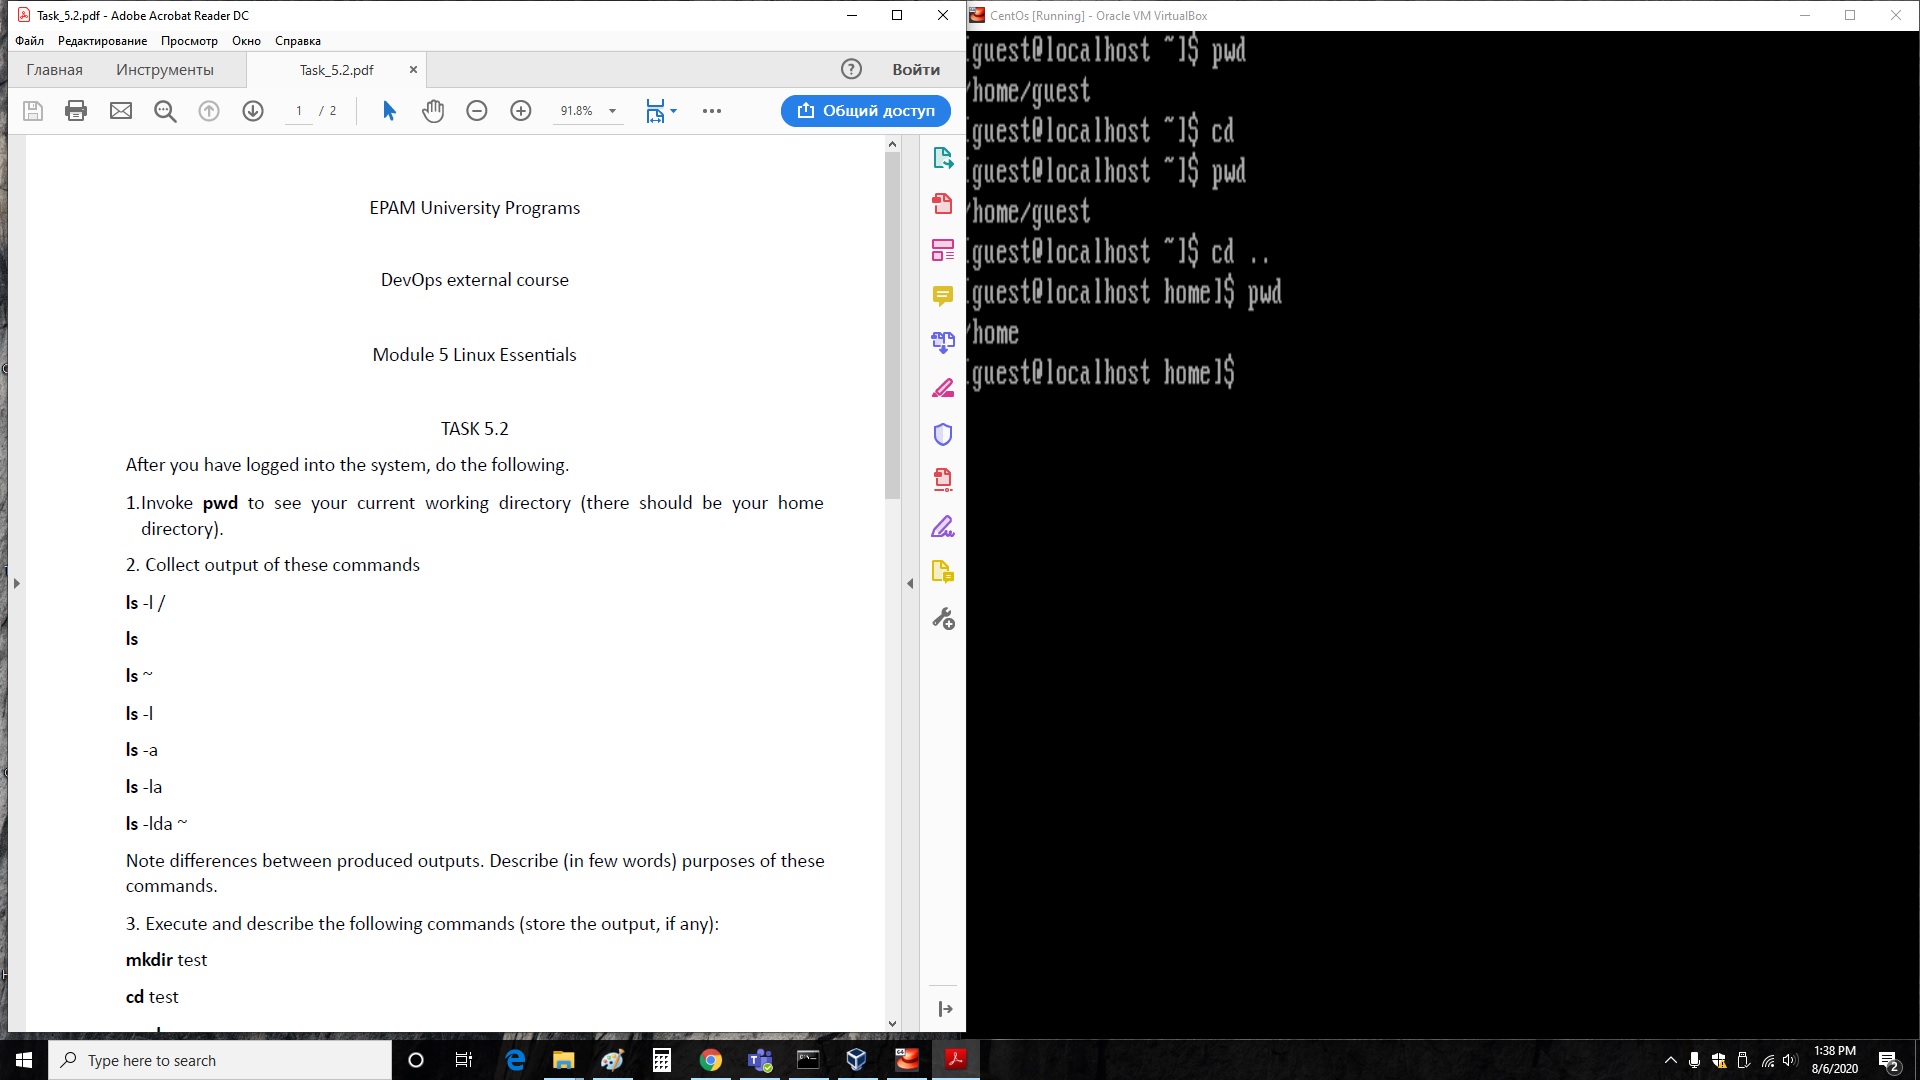 Task_5.2.pdf - Adobe Acrobat Reader DC
Файл Редактирование Просмотр Окно Справка
Главная Инструменты Task_5.2.pdf Войти
1 / 2 91.8% Общий доступ
EPAM University Programs
DevOps external course
Module 5 Linux Essentials
TASK 5.2
After you have logged into the system, do the following.
1.Invoke pwd to see your current working directory (there should be your home
directory).
2. Collect output of these commands
ls -l /
ls
ls ~
ls -l
ls -a
ls -la
ls -lda ~
Note differences between produced outputs. Describe (in few words) purposes of these
commands.
3. Execute and describe the following commands (store the output, if any):
mkdir test
cd test
CentOs [Running] - Oracle VM VirtualBox
[guest@localhost ~]$ pwd
/home/guest
[guest@localhost ~]$ cd
[guest@localhost ~]$ pwd
/home/guest
[guest@localhost ~]$ cd ..
[guest@localhost home]$ pwd
/home
[guest@localhost home]$
Type here to search
1:38 PM
8/6/2020
2